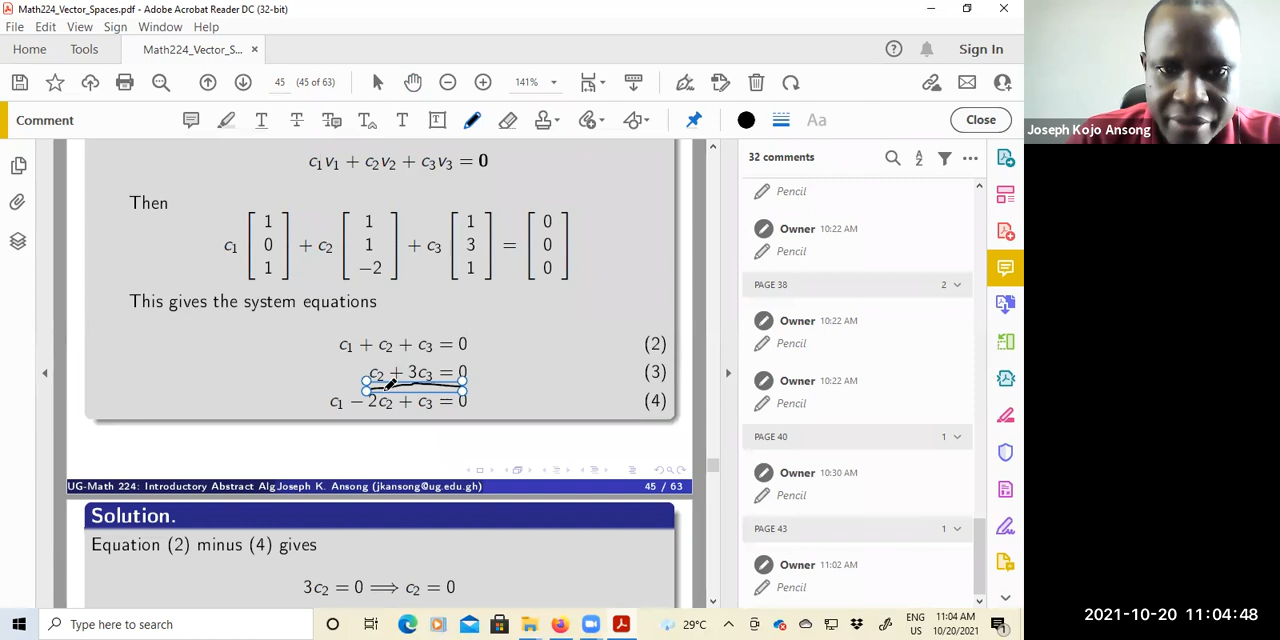 Math224_Vector_Spaces.pdf - Adobe Acrobat Reader DC (32-bit)
File Edit View Sign Window Help
Home Tools Math224_Vector_S... × Sign In
45 (45 of 63) 141%
Comment Aa Close
Joseph Kojo Ansong
c₁v₁ + c₂v₂ + c₃v₃ = 0
Then
c₁ [1 0 1] + c₂ [1 1 −2] + c₃ [1 3 1] = [0 0 0]
This gives the system equations
c₁ + c₂ + c₃ = 0 (2)
c₂ + 3c₃ = 0 (3)
c₁ − 2c₂ + c₃ = 0 (4)
UG-Math 224: Introductory Abstract AlgJoseph K. Ansong (jkansong@ug.edu.gh) 45 / 63
Solution.
Equation (2) minus (4) gives
3c₂ = 0 ⟹ c₂ = 0
32 comments
Pencil
Owner 10:22 AM
Pencil
PAGE 38 2
Owner 10:22 AM
Pencil
Owner 10:22 AM
Pencil
PAGE 40 1
Owner 10:30 AM
Pencil
PAGE 43 1
Owner 11:02 AM
Pencil
Type here to search
29°C
ENG
US
11:04 AM
10/20/2021
1
2021-10-20 11:04:48